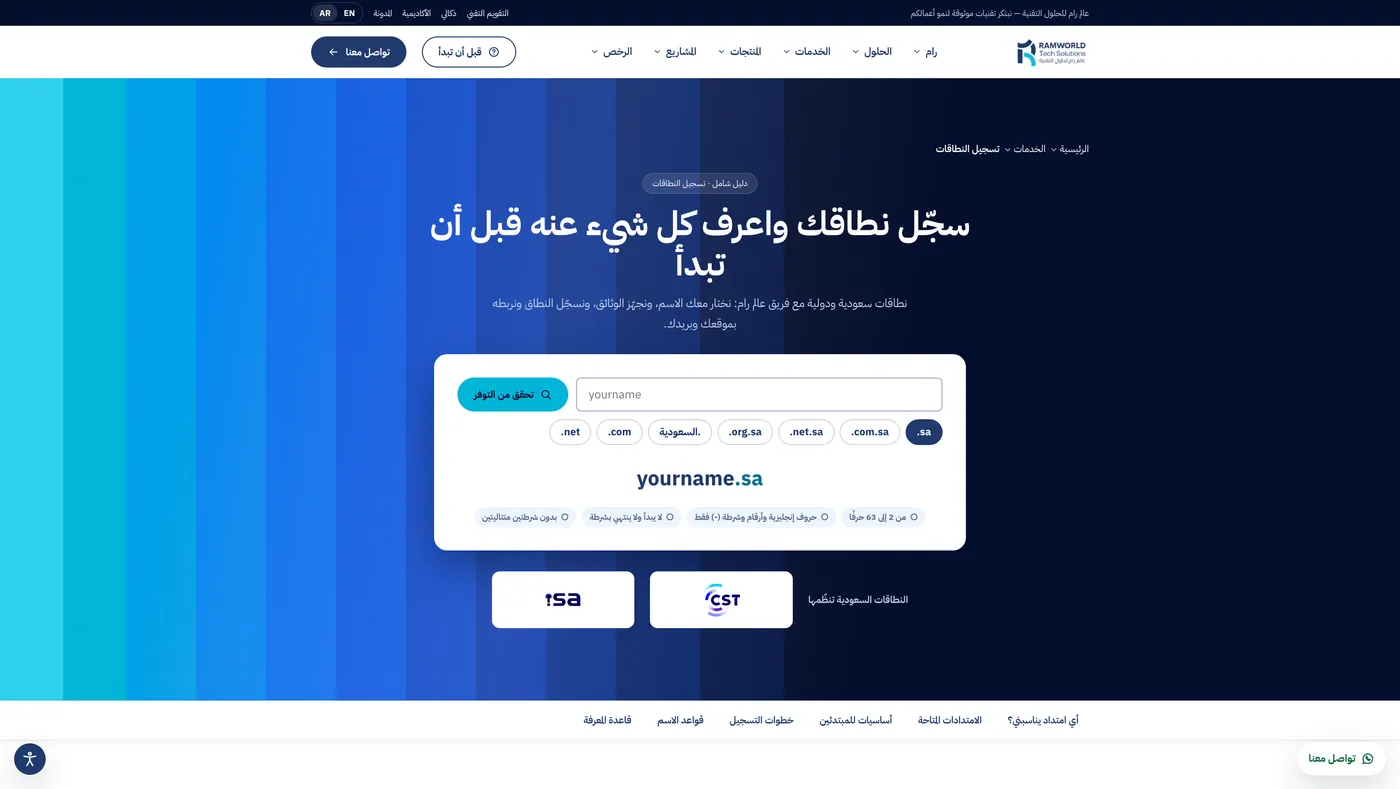 عالم رام للحلول التقنية — نبتكر تقنيات موثوقة لنمو أعمالكم
التقويم التقني ذكاكي الأكاديمية المدونة EN AR
RAMWORLD
Tech Solutions
عالم رام لحلول التقنية
رام الحلول الخدمات المنتجات المشاريع الرخص
قبل أن تبدأ
تواصل معنا
الرئيسية الخدمات تسجيل النطاقات
دليل شامل · تسجيل النطاقات
سجّل نطاقك واعرف كل شيء عنه قبل أن
تبدأ
نطاقات سعودية ودولية مع فريق عالم رام: نختار معك الاسم، ونجهّز الوثائق، ونسجّل النطاق ونربطه
بموقعك وبريدك.
yourname
تحقق من التوفر
.sa .com.sa .net.sa .org.sa .السعودية .com .net
yourname.sa
من 2 إلى 63 حرفًا
حروف إنجليزية وأرقام وشرطة (-) فقط
لا يبدأ ولا ينتهي بشرطة
بدون شرطتين متتاليتين
النطاقات السعودية تنظّمها
CST
sa
أي امتداد يناسبني؟ الامتدادات المتاحة أساسيات للمبتدئين خطوات التسجيل قواعد الاسم قاعدة المعرفة
تواصل معنا